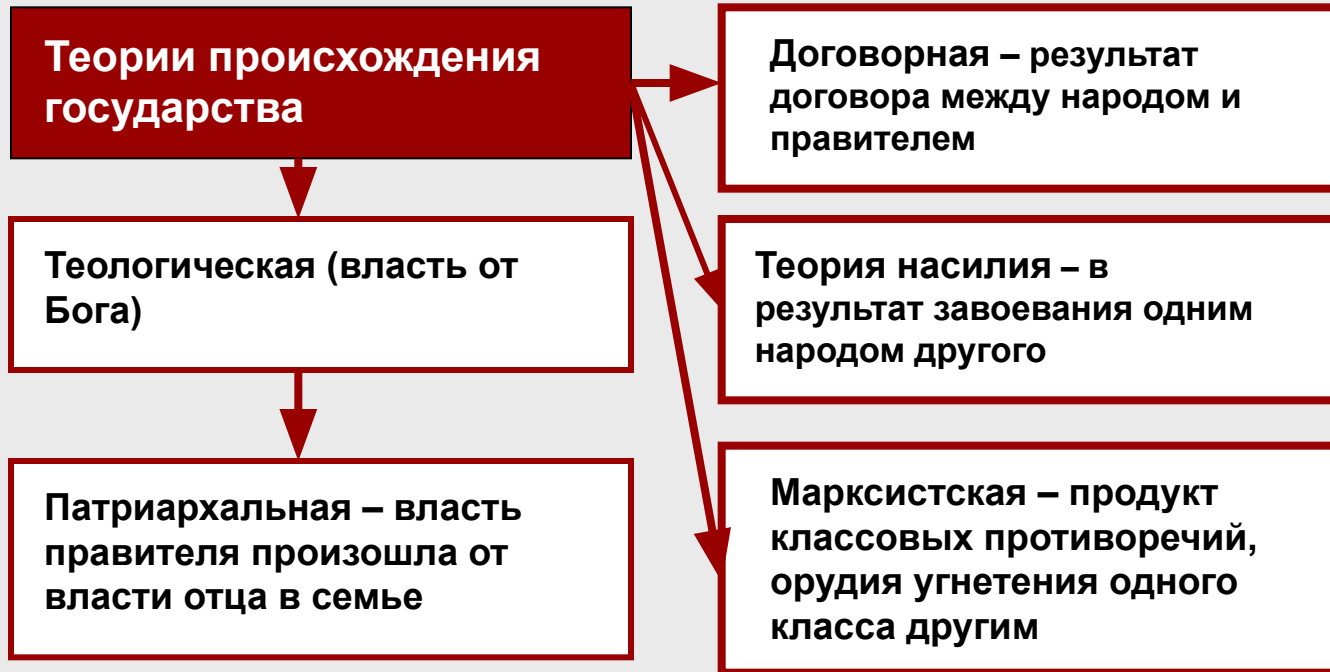 Теории происхождения
государства
Теологическая (власть от
Бога)
Патриархальная – власть
правителя произошла от
власти отца в семье
Договорная – результат
договора между народом и
правителем
Теория насилия – в
результат завоевания одним
народом другого
Марксистская – продукт
классовых противоречий,
орудия угнетения одного
класса другим